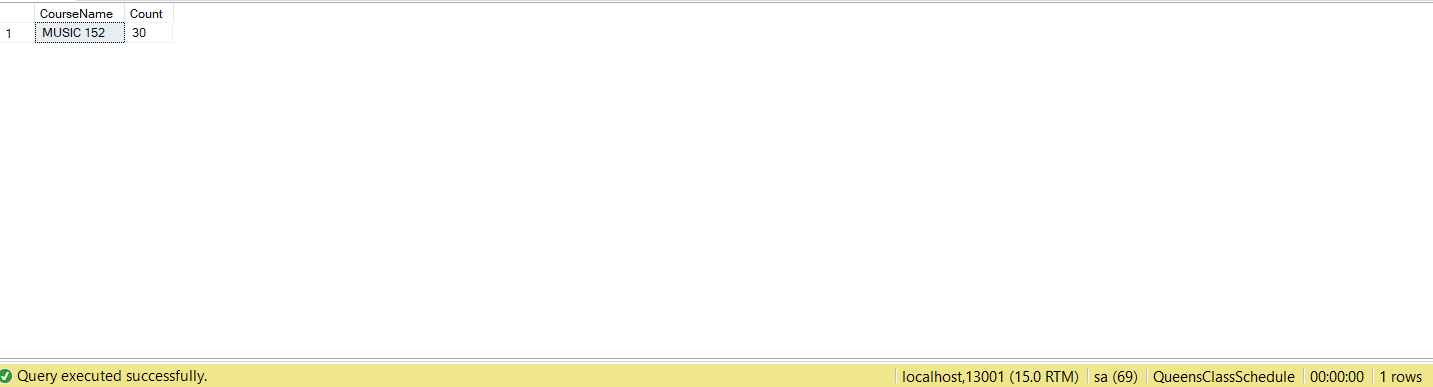 CourseName Count
1 MUSIC 152 30
Query executed successfully. localhost,13001 (15.0 RTM) sa (69) QueensClassSchedule 00:00:00 1 rows